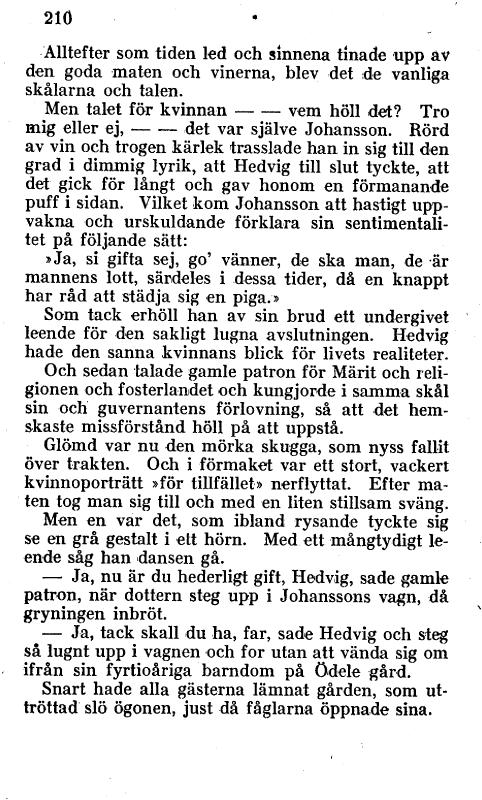 210
Alltefter som tiden led och sinnena tinade upp av
den goda maten och vinerna, blev det de vanliga
skålarna och talen.
Men talet för kvinnan — — vem höll det? Tro
mig eller ej, — — det var själve Johansson. Rörd
av vin och trogen kärlek trasslade han in sig till den
grad i dimmig lyrik, att Hedvig till slut tyckte, att
det gick för långt och gav honom en förmanande
puff i sidan. Vilket kom Johansson att hastigt upp-
vakna och urskuldande förklara sin sentimentali-
tet på följande sätt:
»Ja, si gifta sej, go' vänner, de ska man, de är
mannens lott, särdeles i dessa tider, då en knappt
har råd att städja sig en piga.»
Som tack erhöll han av sin brud ett undergivet
leende för den sakligt lugna avslutningen. Hedvig
hade den sanna kvinnans blick för livets realiteter.
Och sedan talade gamle patron för Märit och reli-
gionen och fosterlandet och kungjorde i samma skål
sin och guvernantens förlovning, så att det hem-
skaste missförstånd höll på att uppstå.
Glömd var nu den mörka skugga, som nyss fallit
över trakten. Och i förmaket var ett stort, vackert
kvinnoporträtt »för tillfället» nerflyttat. Efter ma-
ten tog man sig till och med en liten stillsam sväng.
Men en var det, som ibland rysande tyckte sig
se en grå gestalt i ett hörn. Med ett mångtydigt le-
ende såg han dansen gå.
— Ja, nu är du hederligt gift, Hedvig, sade gamle
patron, när dottern steg upp i Johanssons vagn, då
gryningen inbröt.
— Ja, tack skall du ha, far, sade Hedvig och steg
så lugnt upp i vagnen och for utan att vända sig om
ifrån sin fyrtioåriga barndom på Ödele gård.
Snart hade alla gästerna lämnat gården, som ut-
tröttad slö ögonen, just då fåglarna öppnade sina.